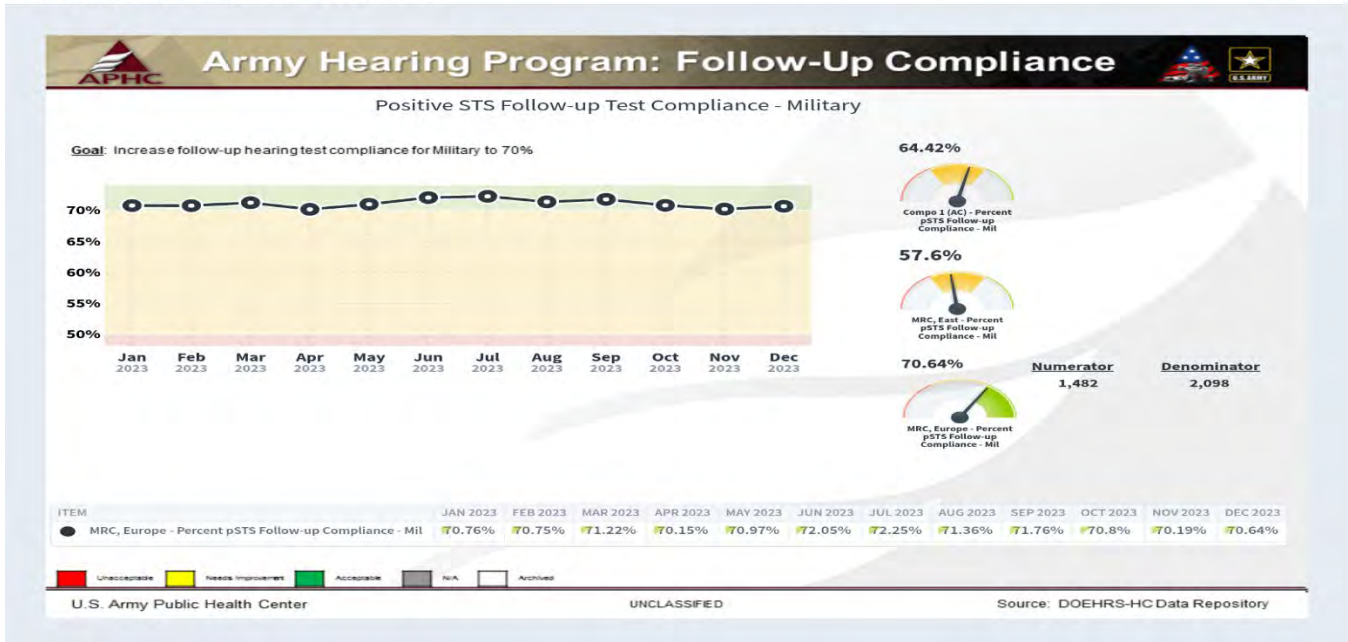 APHC
Army Hearing Program: Follow-Up Compliance
U.S. ARMY
Positive STS Follow-up Test Compliance - Military
Goal: Increase follow-up hearing test compliance for Military to 70%
70%
65%
60%
55%
50%
Jan Feb Mar Apr May Jun Jul Aug Sep Oct Nov Dec
2023 2023 2023 2023 2023 2023 2023 2023 2023 2023 2023 2023
64.42%
Compo 1 (AC) - Percent
pSTS Follow-up
Compliance - Mil
57.6%
MRC, East - Percent
pSTS Follow-up
Compliance - Mil
70.64%
MRC, Europe - Percent
pSTS Follow-up
Compliance - Mil
Numerator Denominator
1,482 2,098
ITEM JAN 2023 FEB 2023 MAR 2023 APR 2023 MAY 2023 JUN 2023 JUL 2023 AUG 2023 SEP 2023 OCT 2023 NOV 2023 DEC 2023
MRC, Europe - Percent pSTS Follow-up Compliance - Mil 70.76% 70.75% 71.22% 70.15% 70.97% 72.05% 72.25% 71.36% 71.76% 70.8% 70.19% 70.64%
Unacceptable Needs Improvement Acceptable N/A Archived
U.S. Army Public Health Center UNCLASSIFIED Source: DOEHRS-HC Data Repository